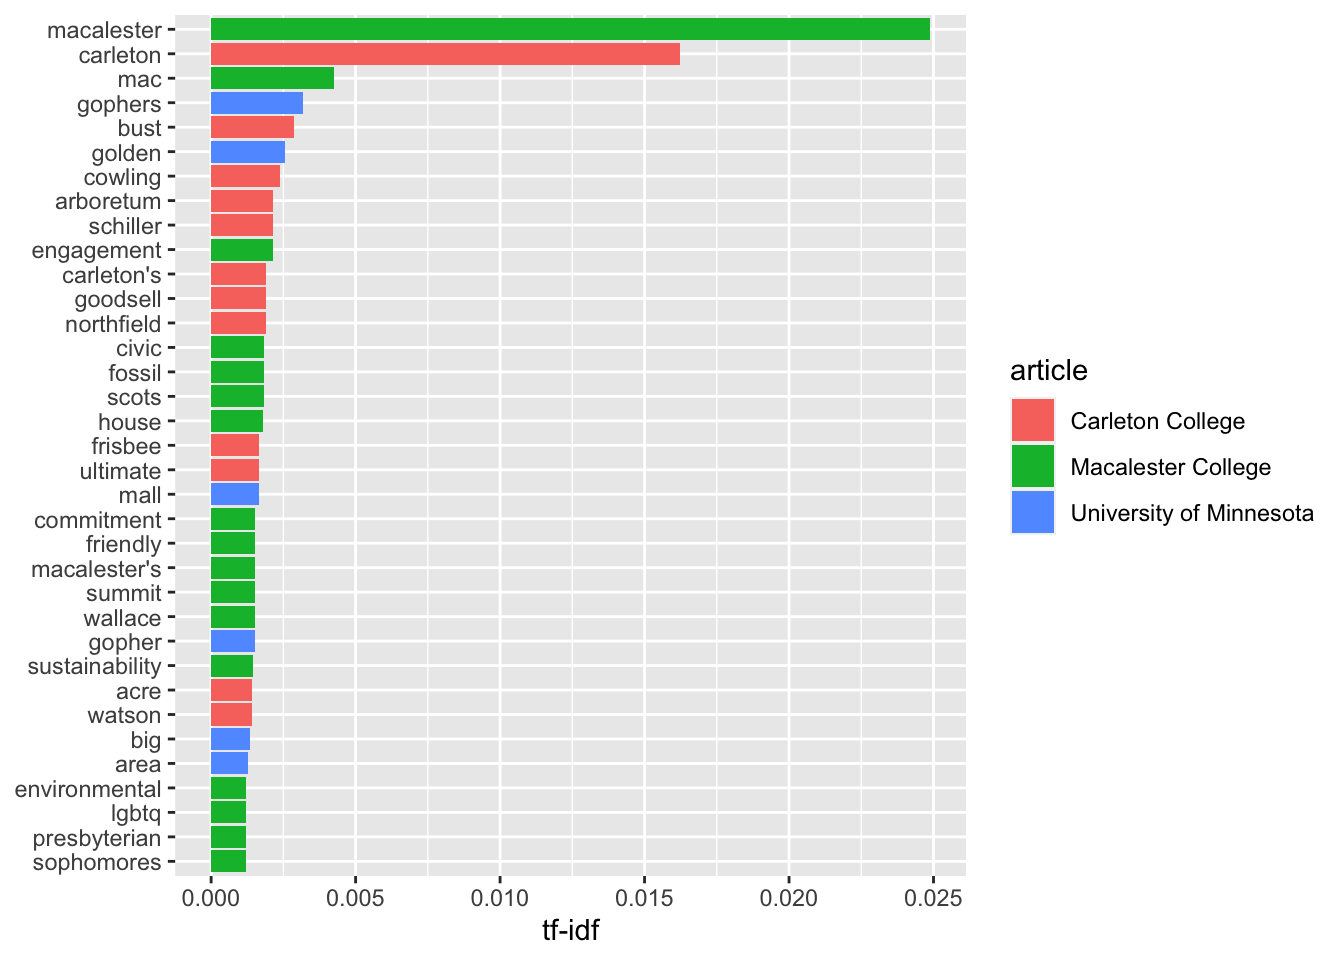 macalester
carleton
mac
gophers
bust
golden
cowling
arboretum
schiller
engagement
carleton's
goodsell
northfield
civic
fossil
scots
house
frisbee
ultimate
mall
commitment
friendly
macalester's
summit
wallace
gopher
sustainability
acre
watson
big
area
environmental
lgbtq
presbyterian
sophomores
0.000 0.005 0.010 0.015 0.020 0.025
tf-idf
article
Carleton College
Macalester College
University of Minnesota